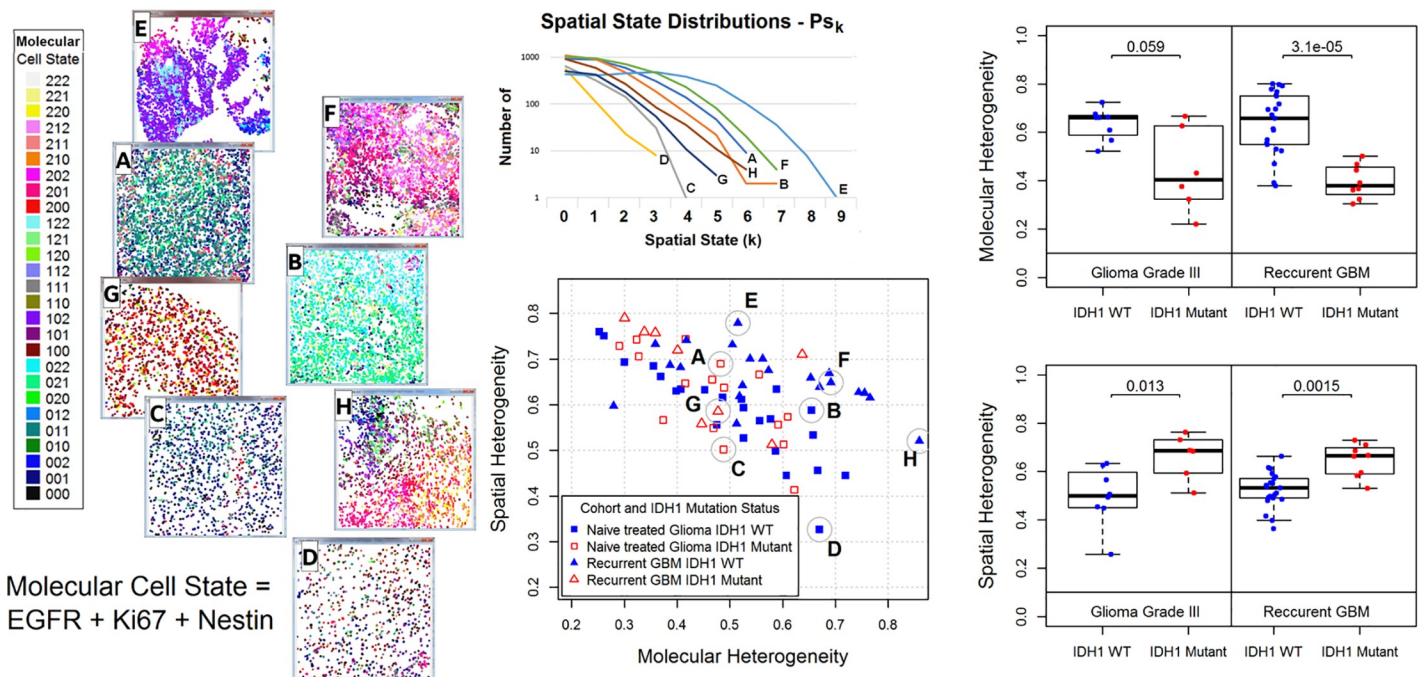 Molecular
Cell State
222
221
220
212
211
210
202
201
200
122
121
120
112
111
110
102
101
100
022
021
020
012
011
010
002
001
000
E
A
G
C
F
B
H
D
Molecular Cell State =
EGFR + Ki67 + Nestin
Spatial State Distributions - Psk
Number of
1000
100
10
1
D
C
G
A
H
B
F
E
0 1 2 3 4 5 6 7 8 9
Spatial State (k)
Spatial Heterogeneity
0.8
0.7
0.6
0.5
0.4
0.3
0.2
E
A
F
G
B
C
H
D
Cohort and IDH1 Mutation Status
Naive treated Glioma IDH1 WT
Naive treated Glioma IDH1 Mutant
Recurrent GBM IDH1 WT
Recurrent GBM IDH1 Mutant
0.2 0.3 0.4 0.5 0.6 0.7 0.8
Molecular Heterogeneity
Molecular Heterogeneity
1.0
0.8
0.6
0.4
0.2
0.0
0.059
3.1e-05
Glioma Grade III
Reccurent GBM
IDH1 WT IDH1 Mutant IDH1 WT IDH1 Mutant
Spatial Heterogeneity
1.0
0.8
0.6
0.4
0.2
0.0
0.013
0.0015
Glioma Grade III
Reccurent GBM
IDH1 WT IDH1 Mutant IDH1 WT IDH1 Mutant